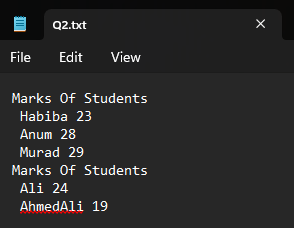 Q2.txt
File Edit View
Marks Of Students
Habiba 23
Anum 28
Murad 29
Marks Of Students
Ali 24
AhmedAli 19